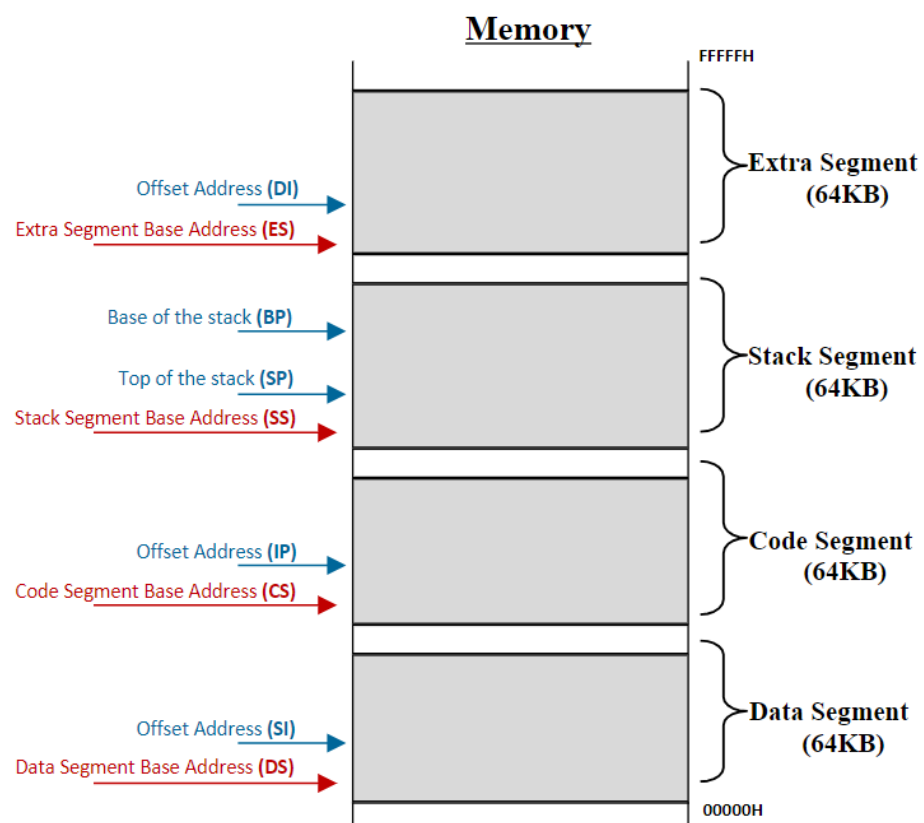 Memory
FFFFFH
Extra Segment
(64KB)
Offset Address (DI)
Extra Segment Base Address (ES)
Base of the stack (BP)
Stack Segment
(64KB)
Top of the stack (SP)
Stack Segment Base Address (SS)
Code Segment
(64KB)
Offset Address (IP)
Code Segment Base Address (CS)
Data Segment
(64KB)
Offset Address (SI)
Data Segment Base Address (DS)
00000H